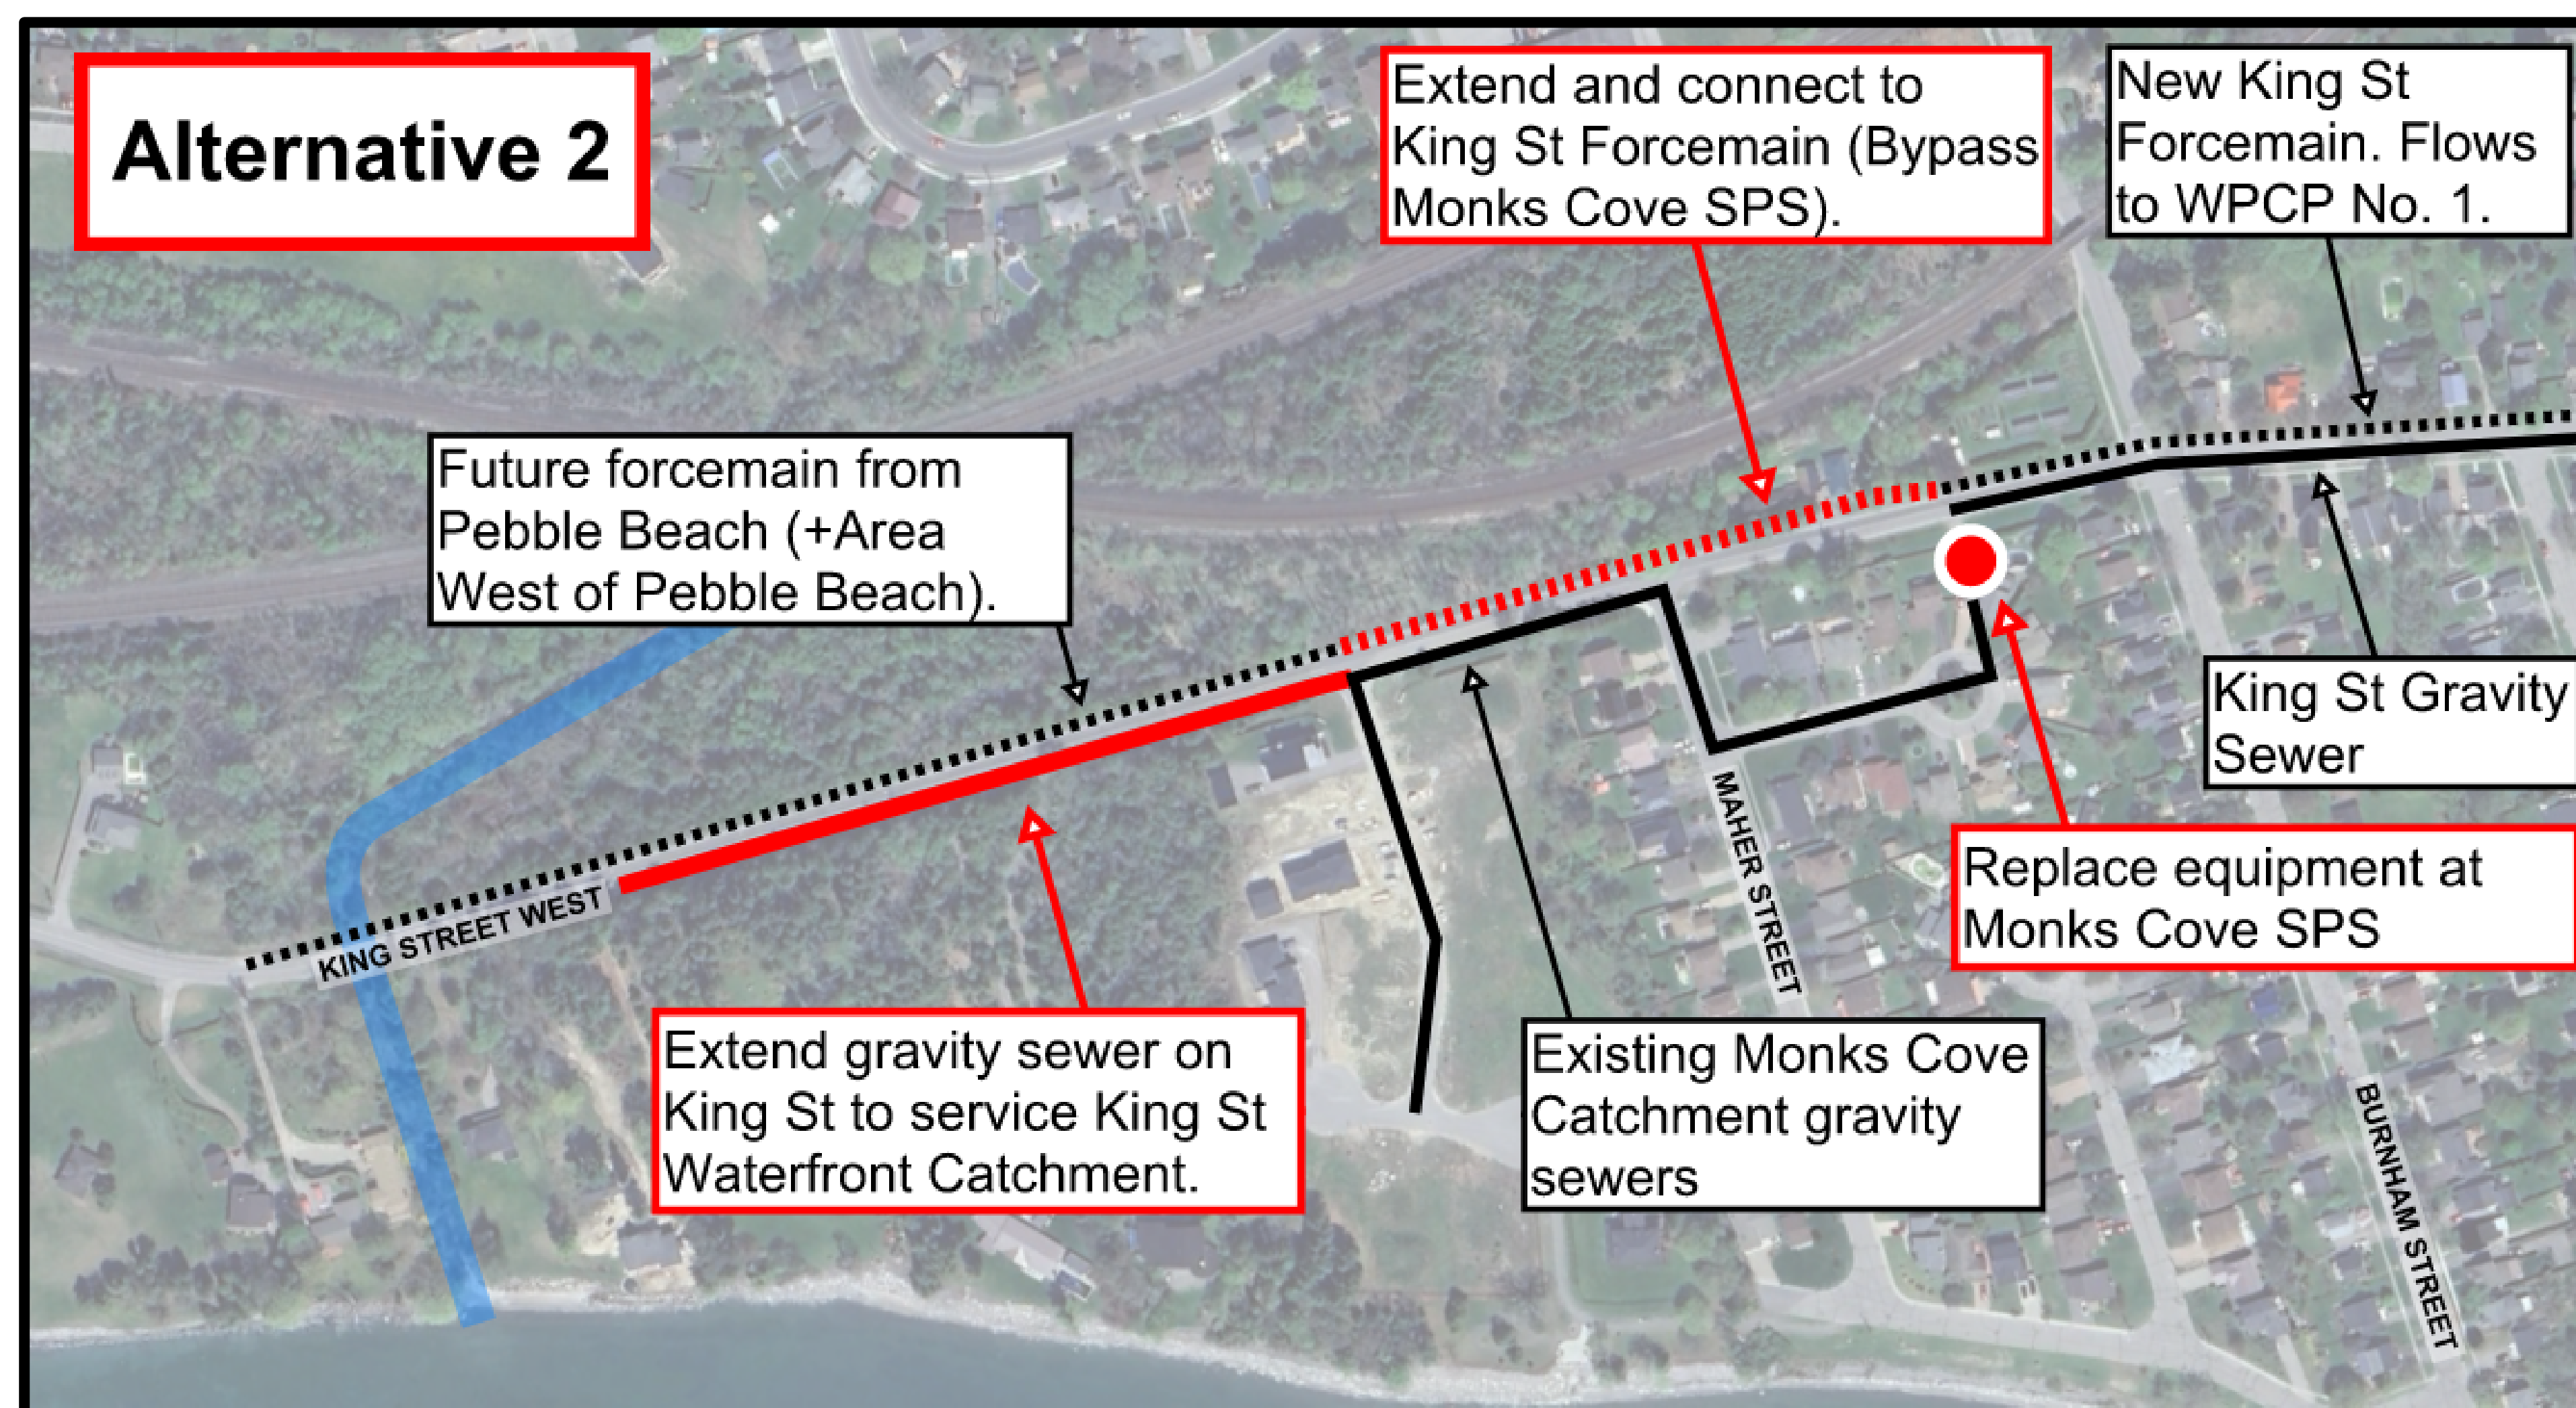 Alternative 2
Extend and connect to
King St Forcemain (Bypass
Monks Cove SPS).
New King St
Forcemain. Flows
to WPCP No. 1.
Future forcemain from
Pebble Beach (+Area
West of Pebble Beach).
King St Gravity
Sewer
MAHER STREET
Replace equipment at
Monks Cove SPS
KING STREET WEST
Extend gravity sewer on
King St to service King St
Waterfront Catchment.
Existing Monks Cove
Catchment gravity
sewers
BURNHAM STREET